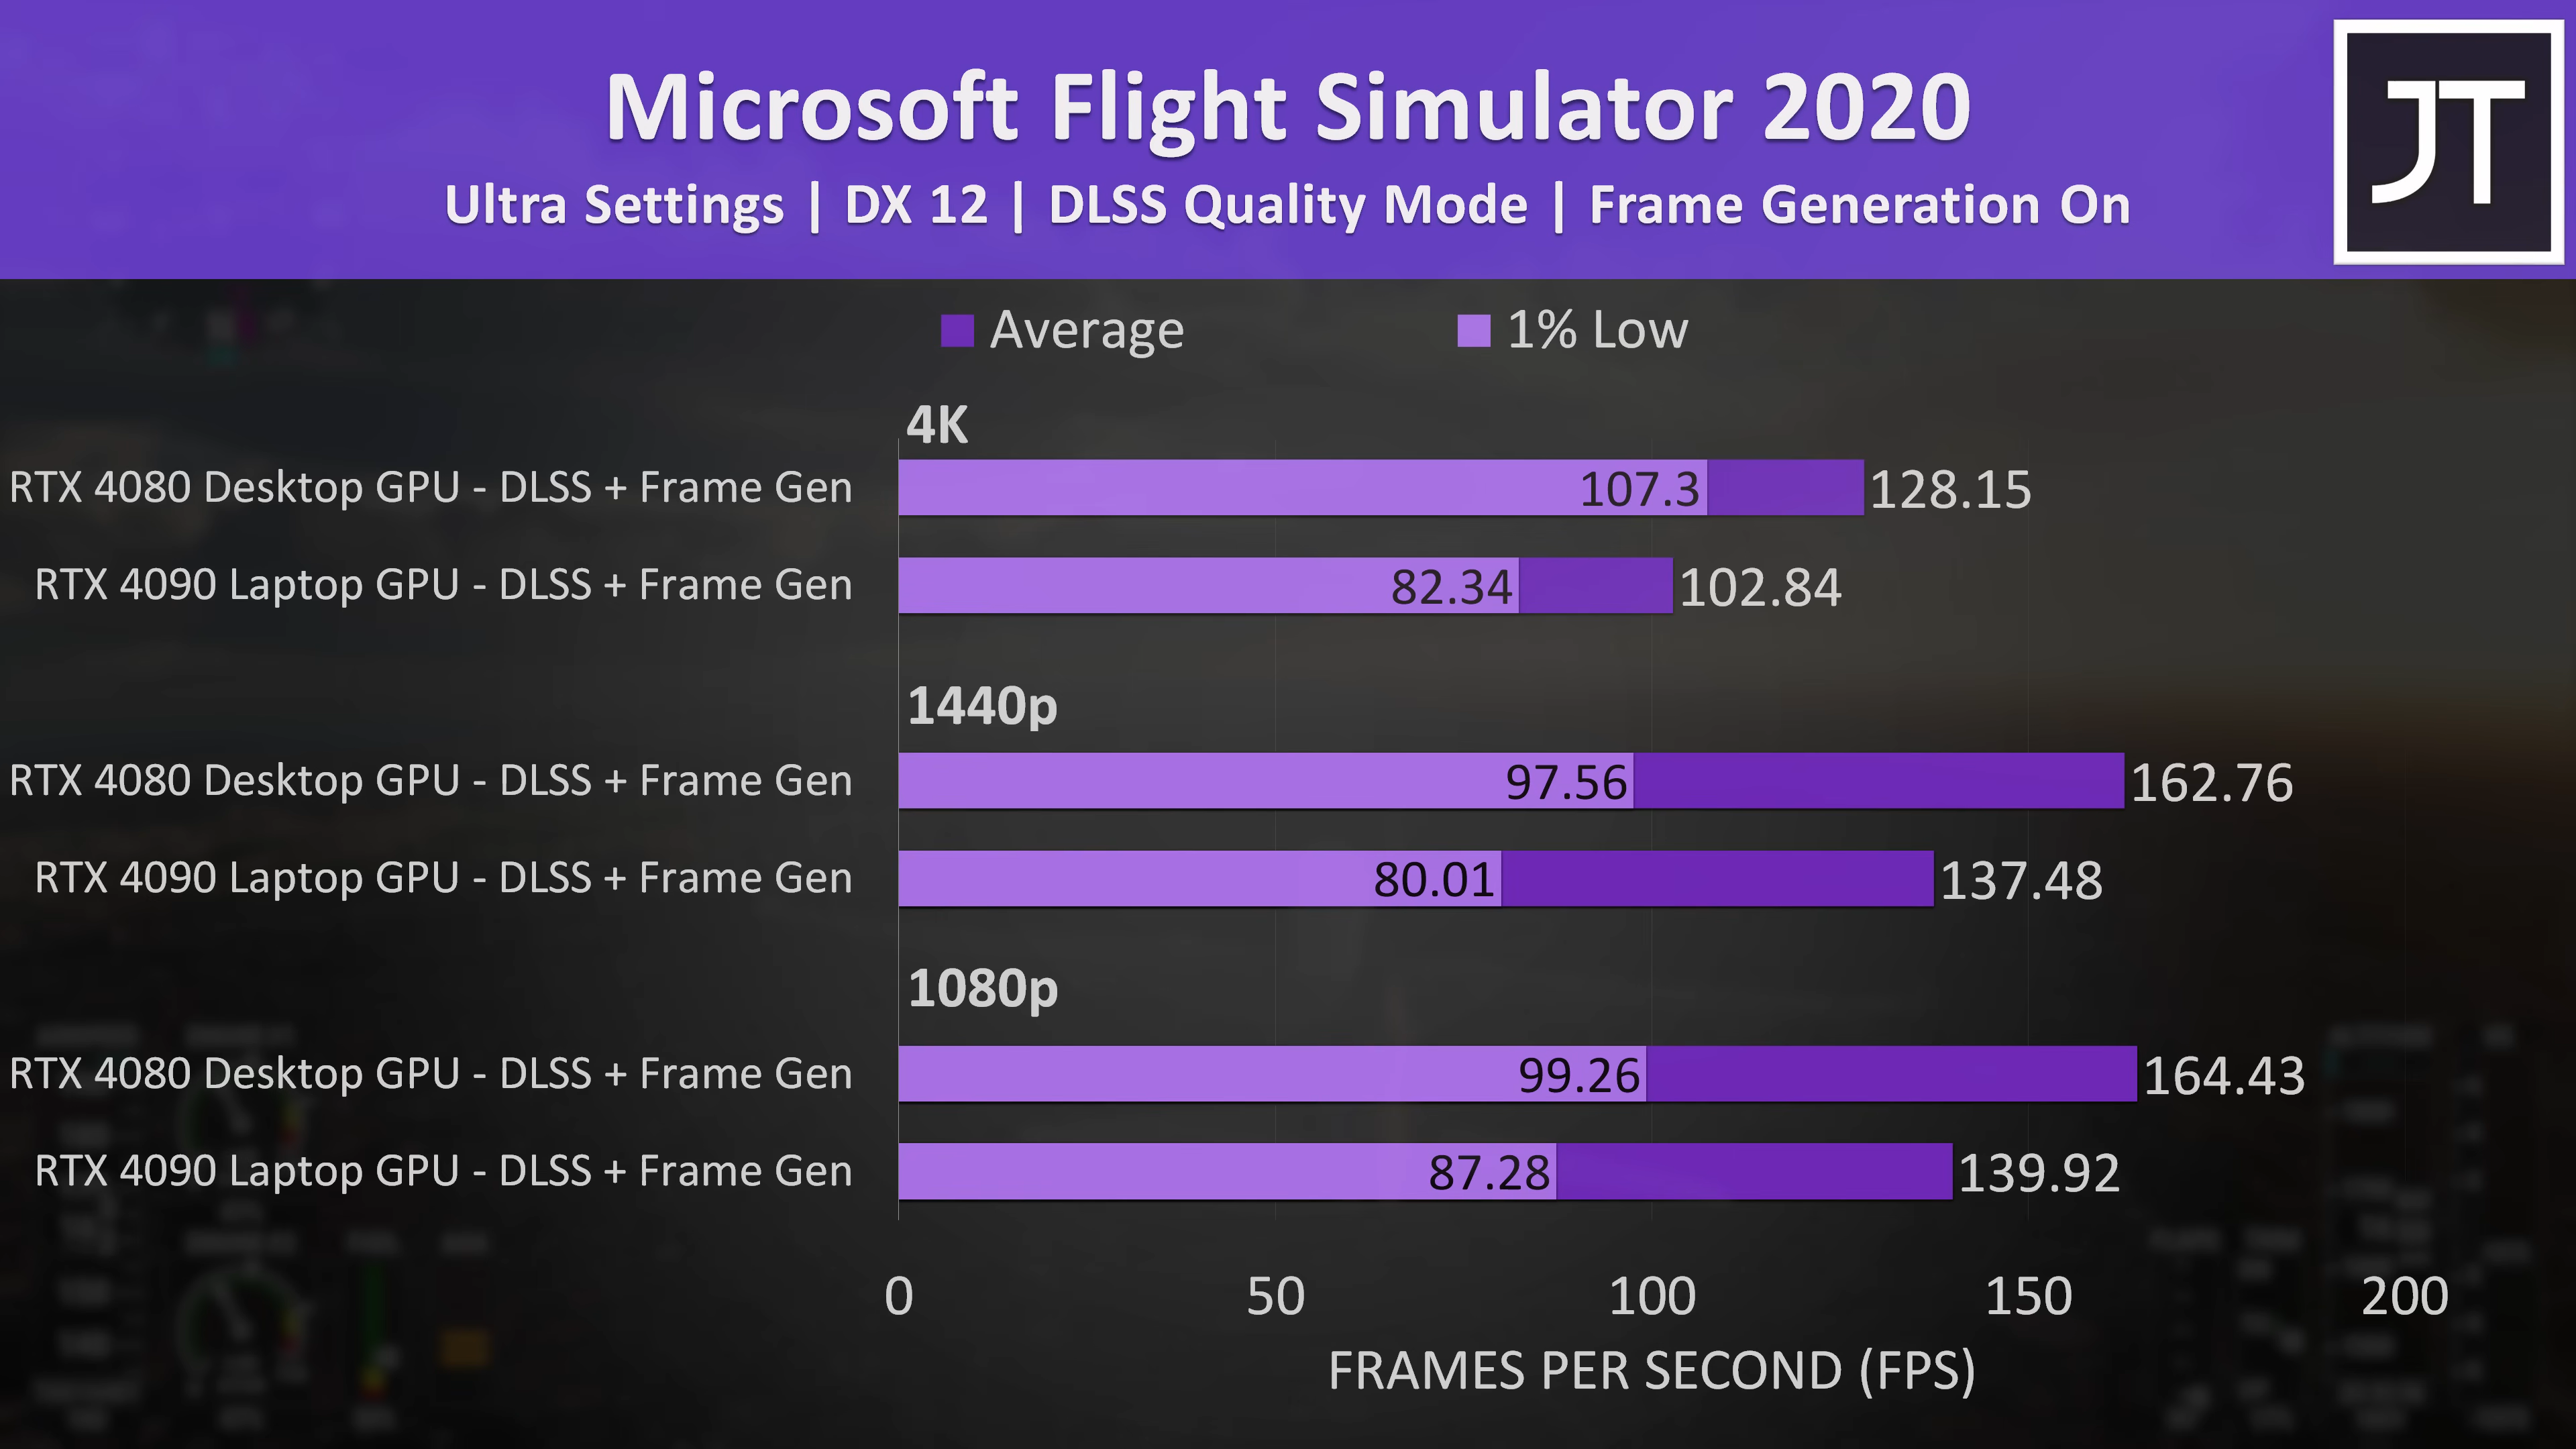 Microsoft Flight Simulator 2020
Ultra Settings | DX 12 | DLSS Quality Mode | Frame Generation On
JT
Average
1% Low
4K
RTX 4080 Desktop GPU - DLSS + Frame Gen 107.3 128.15
RTX 4090 Laptop GPU - DLSS + Frame Gen 82.34 102.84
1440p
RTX 4080 Desktop GPU - DLSS + Frame Gen 97.56 162.76
RTX 4090 Laptop GPU - DLSS + Frame Gen 80.01 137.48
1080p
RTX 4080 Desktop GPU - DLSS + Frame Gen 99.26 164.43
RTX 4090 Laptop GPU - DLSS + Frame Gen 87.28 139.92
0 50 100 150 200
FRAMES PER SECOND (FPS)